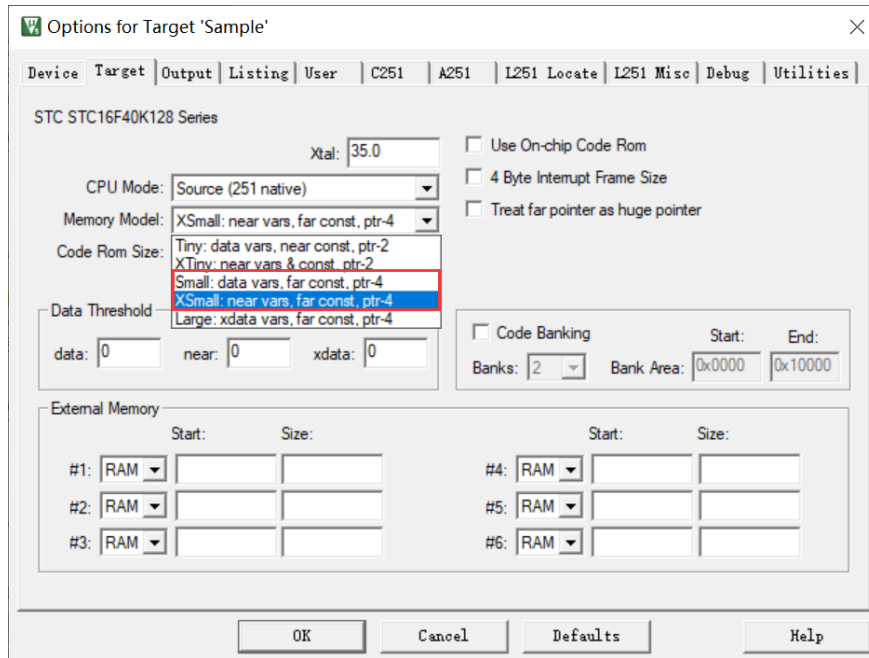 Options for Target 'Sample'
Device Target Output Listing User C251 A251 L251 Locate L251 Misc Debug Utilities
STC STC16F40K128 Series
Xtal: 35.0
Use On-chip Code Rom
CPU Mode: Source (251 native)
4 Byte Interrupt Frame Size
Memory Model: XSmall: near vars, far const, ptr-4
Treat far pointer as huge pointer
Code Rom Size:
Tiny: data vars, near const, ptr-2
XTiny: near vars & const, ptr-2
Small: data vars, far const, ptr-4
XSmall: near vars, far const, ptr-4
Large: xdata vars, far const, ptr-4
Data Threshold
data: 0 near: 0 xdata: 0
Code Banking Start: End:
Banks: 2 Bank Area: 0x0000 0x10000
External Memory
Start: Size: Start: Size:
#1: RAM #4: RAM
#2: RAM #5: RAM
#3: RAM #6: RAM
OK Cancel Defaults Help